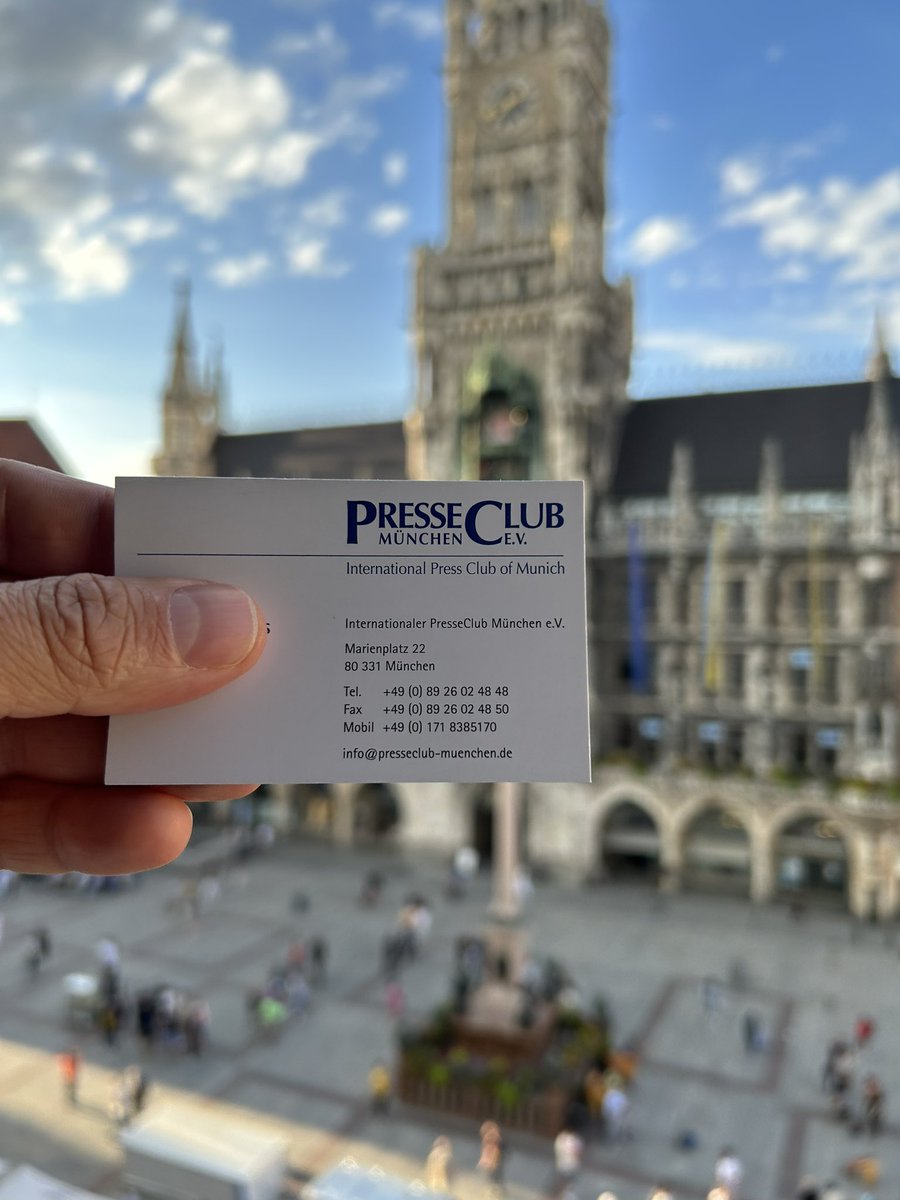 PRESSECLUB
MÜNCHEN E.V.
International Press Club of Munich
Internationaler PresseClub München e.V.
Marienplatz 22
80 331 München
Tel. +49 (0) 89 26 02 48 48
Fax +49 (0) 89 26 02 48 50
Mobil +49 (0) 171 8385170
info@presseclub-muenchen.de